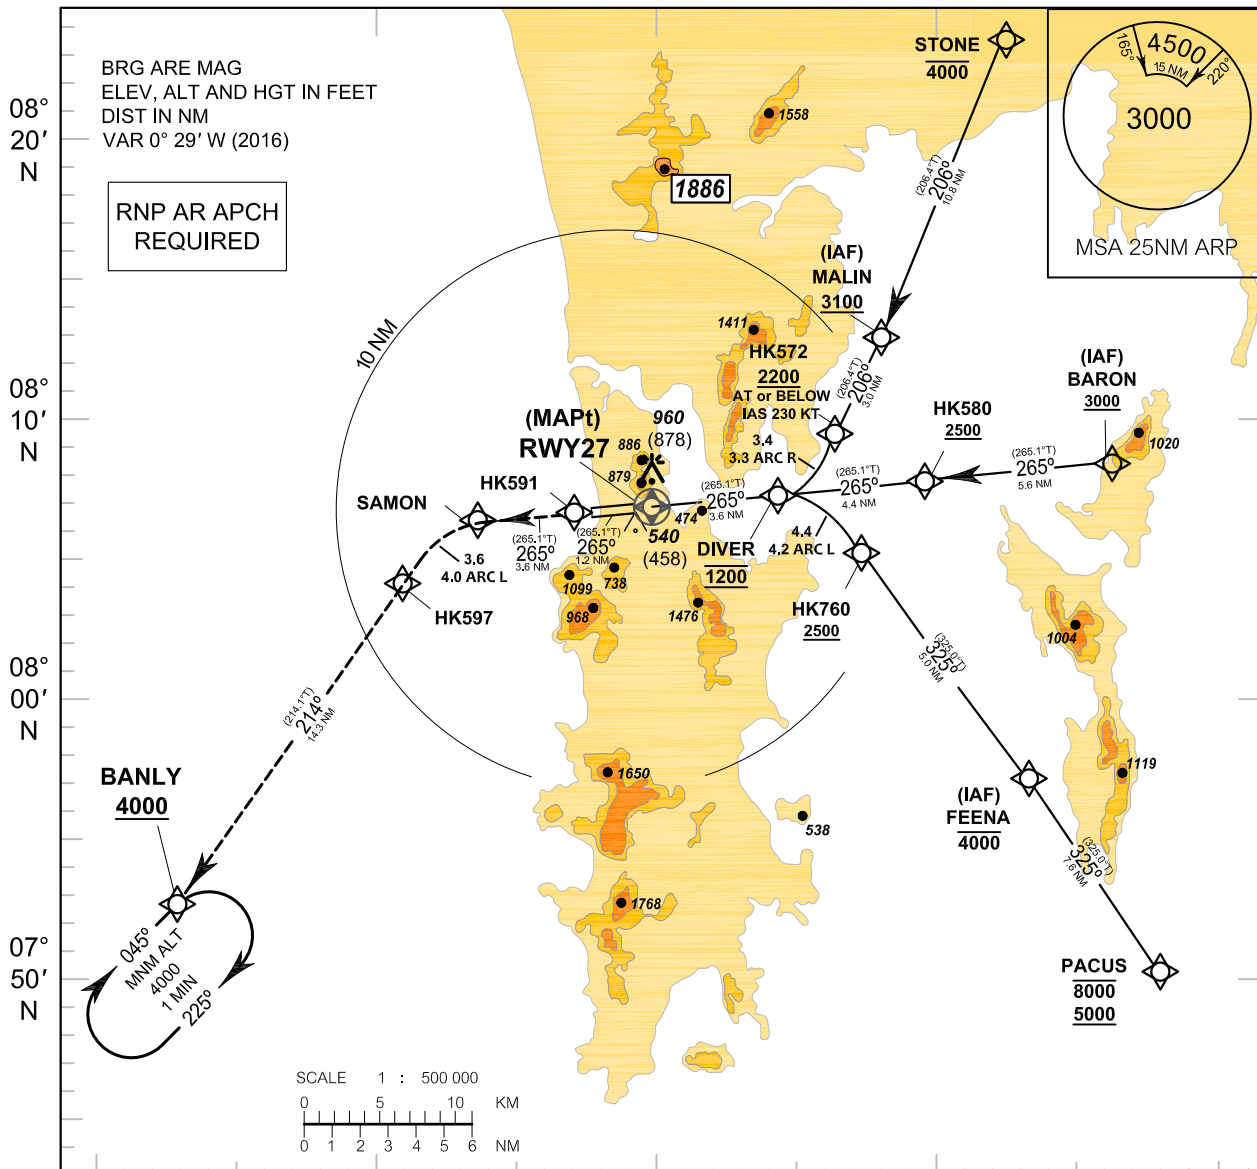 BRG ARE MAG
ELEV, ALT AND HGT IN FEET
DIST IN NM
VAR 0° 29′ W (2016)
RNP AR APCH
REQUIRED
08°
20′
N
08°
10′
N
08°
00′
N
07°
50′
N
STONE
4000
165°
4500
15 NM
220°
3000
MSA 25NM ARP
1558
1886
(206.4°T)
206°
10.8 NM
(IAF)
MALIN
3100
10 NM
1411
HK572
2200
AT or BELOW
IAS 230 KT
(206.4°T)
206°
3.0 NM
3.4
3.3 ARC R
(IAF)
BARON
3000
1020
HK580
2500
(265.1°T)
265°
5.6 NM
(265.1°T)
265°
4.4 NM
(MAPt)
RWY27
960
(878)
886
879
(265.1°T)
265°
3.6 NM
474
540
(458)
DIVER
1200
HK591
SAMON
(265.1°T)
265°
3.6 NM
(265.1°T)
265°
1.2 NM
3.6
4.0 ARC L
HK597
1099
738
968
1476
4.4
4.2 ARC L
HK760
2500
(325.0°T)
325°
5.0 NM
1004
1119
(214.1°T)
214°
14.3 NM
BANLY
4000
1650
538
(IAF)
FEENA
4000
(325.0°T)
325°
7.6 NM
1768
045°
MNM ALT
4000
1 MIN
225°
PACUS
8000
5000
SCALE 1 : 500 000
0 5 10 KM
0 1 2 3 4 5 6 NM